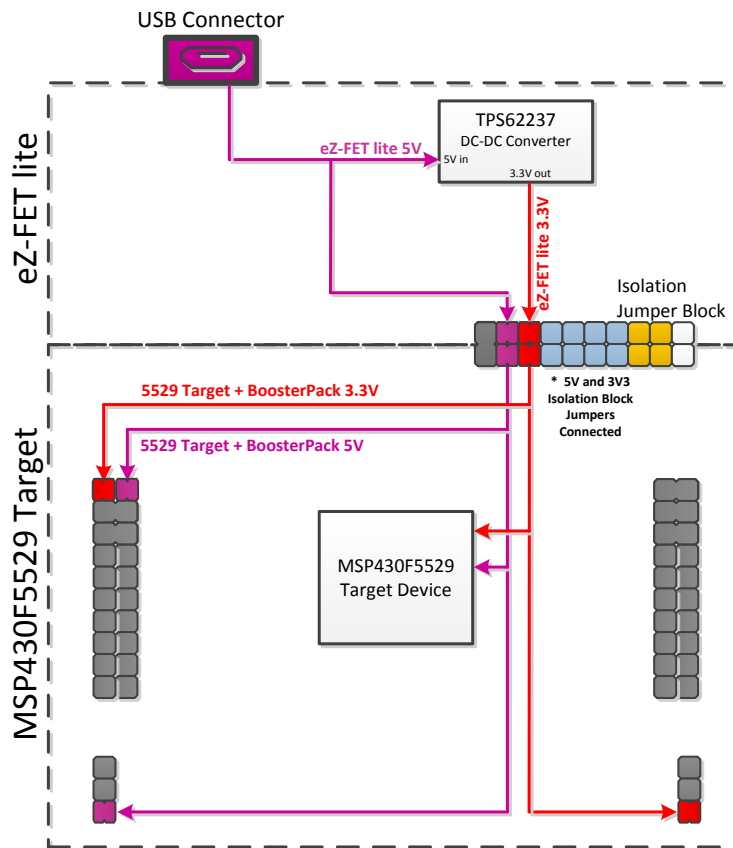 USB Connector
eZ-FET lite
TPS62237
DC-DC Converter
5V in
3.3V out
eZ-FET lite 5V
eZ-FET lite 3.3V
Isolation
Jumper Block
* 5V and 3V3
Isolation Block
Jumpers
Connected
MSP430F5529 Target
5529 Target + BoosterPack 3.3V
5529 Target + BoosterPack 5V
MSP430F5529
Target Device